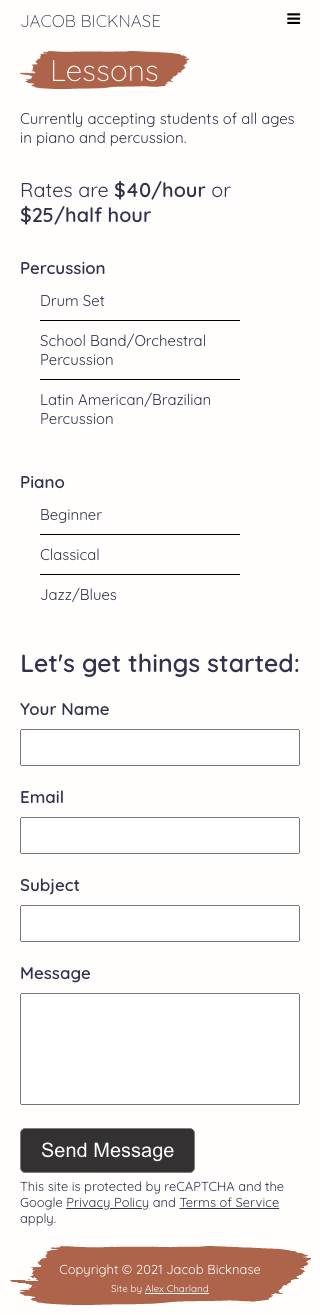 JACOB BICKNASE
Lessons
Currently accepting students of all ages
in piano and percussion.
Rates are $40/hour or
$25/half hour
Percussion
Drum Set
School Band/Orchestral
Percussion
Latin American/Brazilian
Percussion
Piano
Beginner
Classical
Jazz/Blues
Let's get things started:
Your Name
Email
Subject
Message
Send Message
This site is protected by reCAPTCHA and the
Google Privacy Policy and Terms of Service
apply.
Copyright © 2021 Jacob Bicknase
Site by Alex Charland